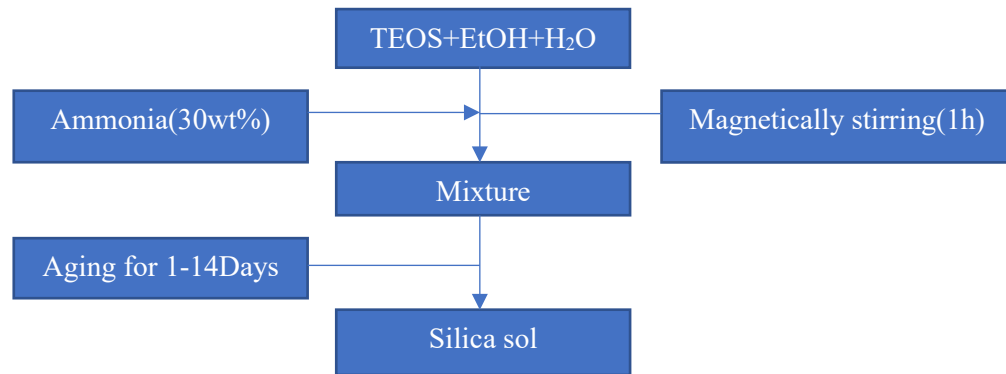 TEOS+EtOH+H₂O
Ammonia(30wt%)
Magnetically stirring(1h)
Mixture
Aging for 1-14Days
Silica sol